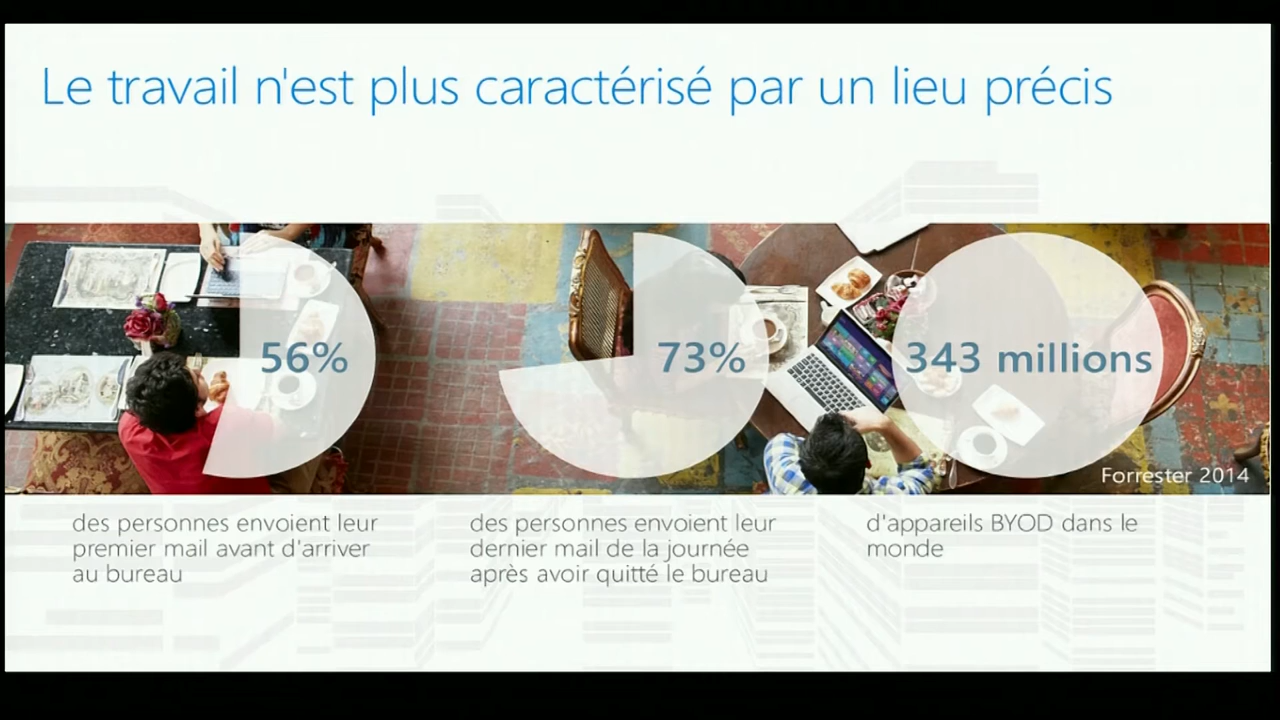 Le travail n'est plus caractérisé par un lieu précis
56%
73%
343 millions
Forrester 2014
des personnes envoient leur
premier mail avant d'arriver
au bureau
des personnes envoient leur
dernier mail de la journée
après avoir quitté le bureau
d'appareils BYOD dans le
monde